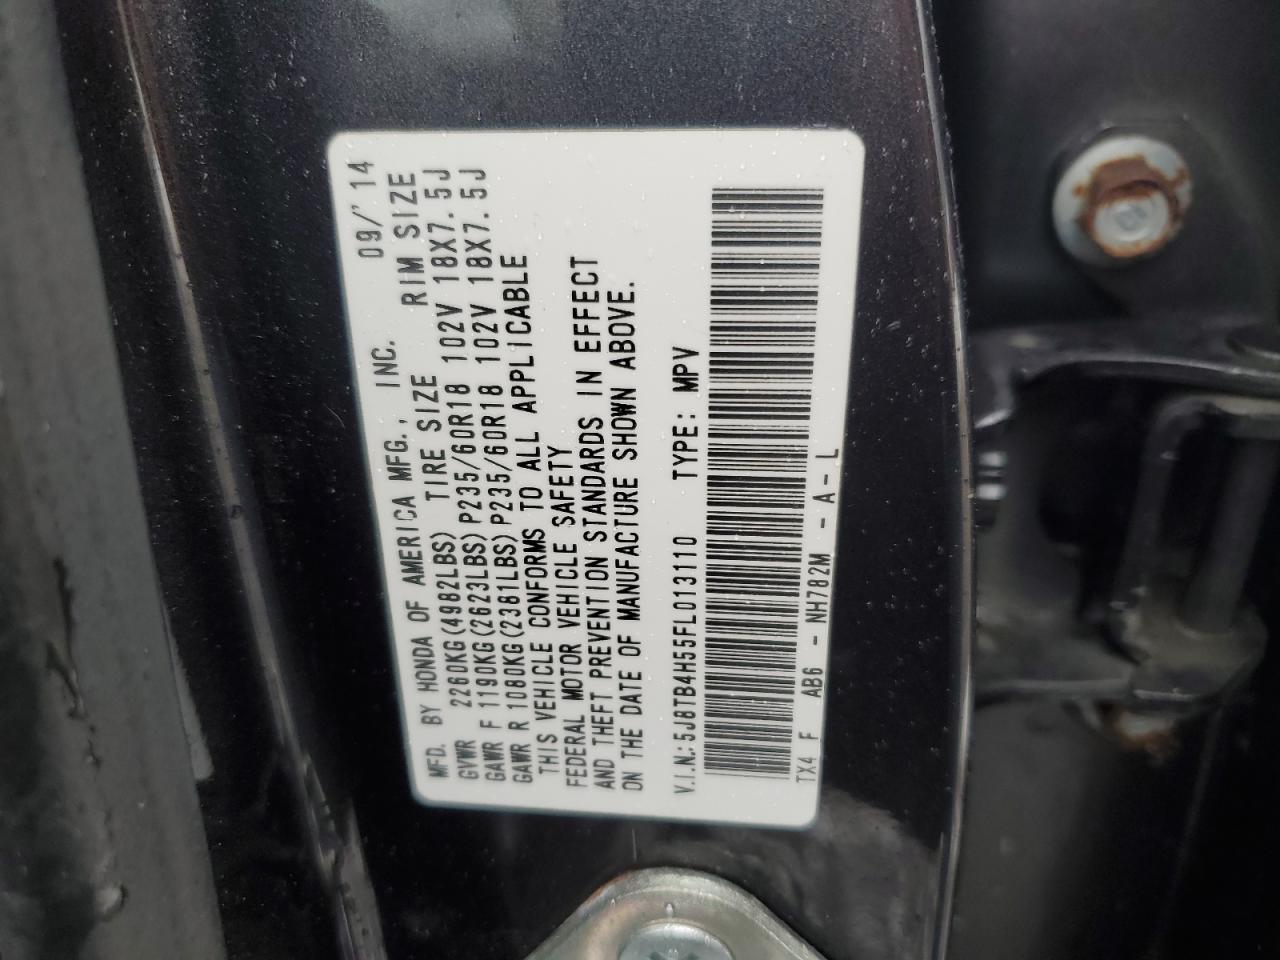 MFD. BY HONDA OF AMERICA MFG., INC. 09/'14
GVWR 2260KG(4982LBS) TIRE SIZE RIM SIZE
GAWR F 1190KG(2623LBS)P235/60R18 102V 18X7.5J
GAWR R 1080KG(2381LBS)P235/60R18 102V 18X7.5J
THIS VEHICLE CONFORMS TO ALL APPLICABLE
FEDERAL MOTOR VEHICLE SAFETY
AND THEFT PREVENTION STANDARDS IN EFFECT
ON THE DATE OF MANUFACTURE SHOWN ABOVE.
V.I.N.:5J8TB4H55FL013110 TYPE: MPV
TX4 F AB6 - NH782M - A - L